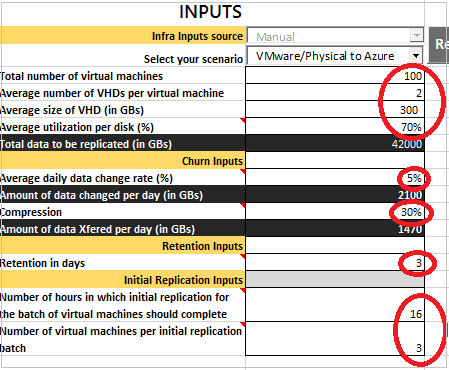 INPUTS
Infra Inputs source Manual
Re
Select your scenario VMware/Physical to Azure
Total number of virtual machines 100
Average number of VHDs per virtual machine 2
Average size of VHD (in GBs) 300
Average utilization per disk (%) 70%
Total data to be replicated (in GBs) 42000
Churn Inputs
Average daily data change rate (%) 5%
Amount of data changed per day (in GBs) 2100
Compression 30%
Amount of data Xfered per day (in GBs) 1470
Retention Inputs
Retention in days 3
Initial Replication Inputs
Number of hours in which initial replication for
the batch of virtual machines should complete 16
Number of virtual machines per initial replication
batch 3